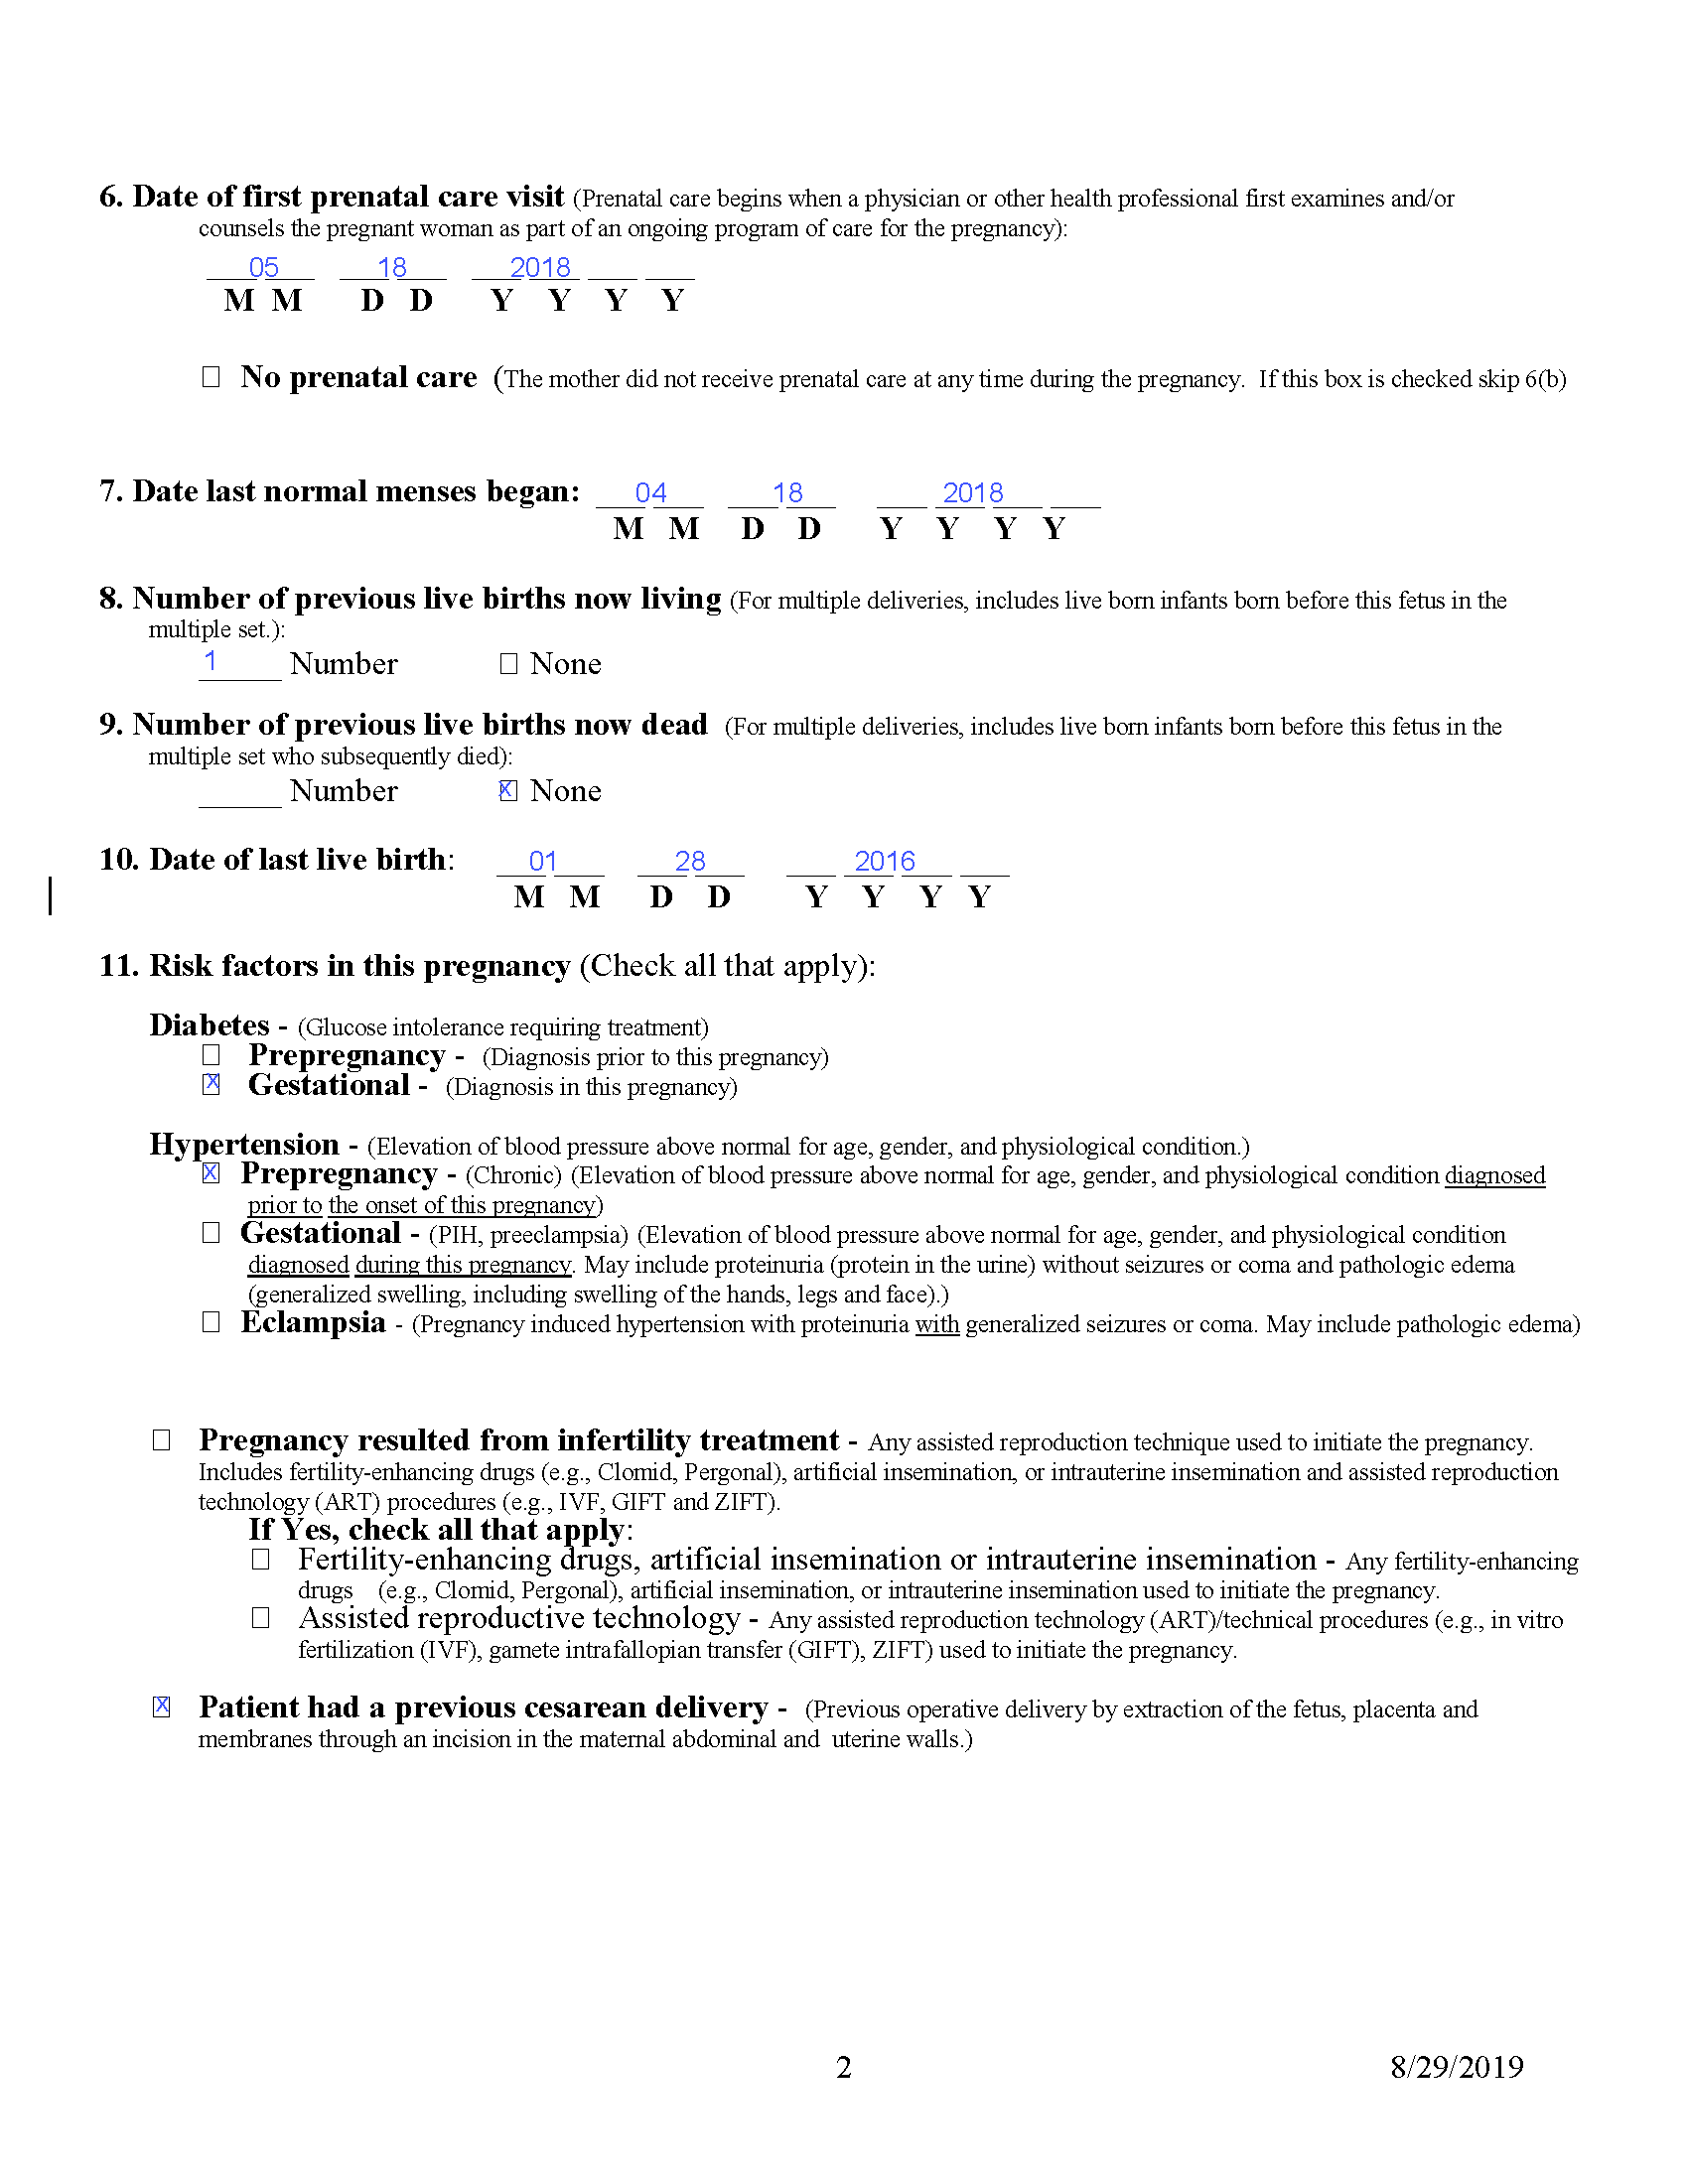 6. Date of first prenatal care visit (Prenatal care begins when a physician or other health professional first examines and/or
counsels the pregnant woman as part of an ongoing program of care for the pregnancy):
05 18 2018
M M D D Y Y Y Y
☐ No prenatal care (The mother did not receive prenatal care at any time during the pregnancy. If this box is checked skip 6(b)
7. Date last normal menses began: 04 18 2018
M M D D Y Y Y Y
8. Number of previous live births now living (For multiple deliveries, includes live born infants born before this fetus in the
multiple set.):
1 Number ☐ None
9. Number of previous live births now dead (For multiple deliveries, includes live born infants born before this fetus in the
multiple set who subsequently died):
______ Number ☒ None
10. Date of last live birth: 01 28 2016
M M D D Y Y Y Y
11. Risk factors in this pregnancy (Check all that apply):
Diabetes - (Glucose intolerance requiring treatment)
☐ Prepregnancy - (Diagnosis prior to this pregnancy)
☒ Gestational - (Diagnosis in this pregnancy)
Hypertension - (Elevation of blood pressure above normal for age, gender, and physiological condition.)
☒ Prepregnancy - (Chronic) (Elevation of blood pressure above normal for age, gender, and physiological condition diagnosed
prior to the onset of this pregnancy)
☐ Gestational - (PIH, preeclampsia) (Elevation of blood pressure above normal for age, gender, and physiological condition
diagnosed during this pregnancy. May include proteinuria (protein in the urine) without seizures or coma and pathologic edema
(generalized swelling, including swelling of the hands, legs and face).)
☐ Eclampsia - (Pregnancy induced hypertension with proteinuria with generalized seizures or coma. May include pathologic edema)
☐ Pregnancy resulted from infertility treatment - Any assisted reproduction technique used to initiate the pregnancy.
Includes fertility-enhancing drugs (e.g., Clomid, Pergonal), artificial insemination, or intrauterine insemination and assisted reproduction
technology (ART) procedures (e.g., IVF, GIFT and ZIFT).
If Yes, check all that apply:
☐ Fertility-enhancing drugs, artificial insemination or intrauterine insemination - Any fertility-enhancing
drugs (e.g., Clomid, Pergonal), artificial insemination, or intrauterine insemination used to initiate the pregnancy.
☐ Assisted reproductive technology - Any assisted reproduction technology (ART)/technical procedures (e.g., in vitro
fertilization (IVF), gamete intrafallopian transfer (GIFT), ZIFT) used to initiate the pregnancy.
☒ Patient had a previous cesarean delivery - (Previous operative delivery by extraction of the fetus, placenta and
membranes through an incision in the maternal abdominal and uterine walls.)
2 8/29/2019